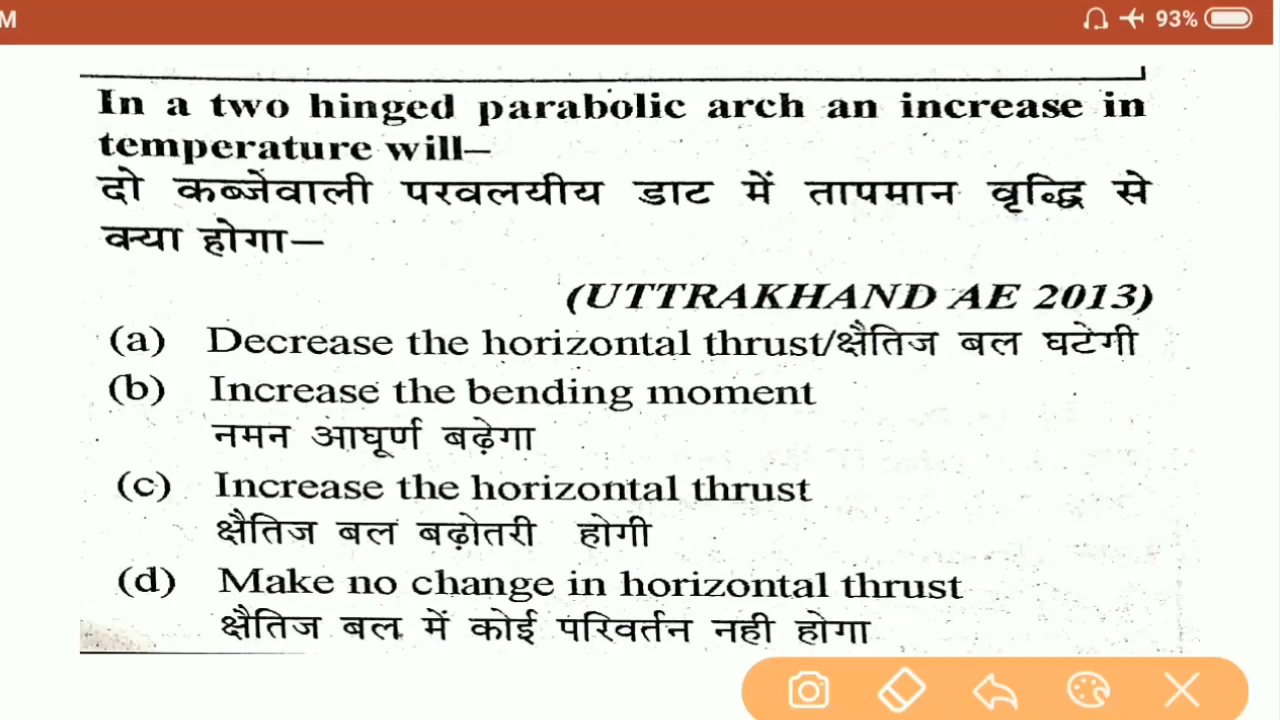 M
93%
In a two hinged parabolic arch an increase in
temperature will–
दो कब्जेवाली परवलयीय डाट में तापमान वृद्धि से
क्या होगा–
(UTTRAKHAND AE 2013)
(a) Decrease the horizontal thrust/क्षैतिज बल घटेगी
(b) Increase the bending moment
नमन आघूर्ण बढ़ेगा
(c) Increase the horizontal thrust
क्षैतिज बल बढ़ोतरी होगी
(d) Make no change in horizontal thrust
क्षैतिज बल में कोई परिवर्तन नही होगा